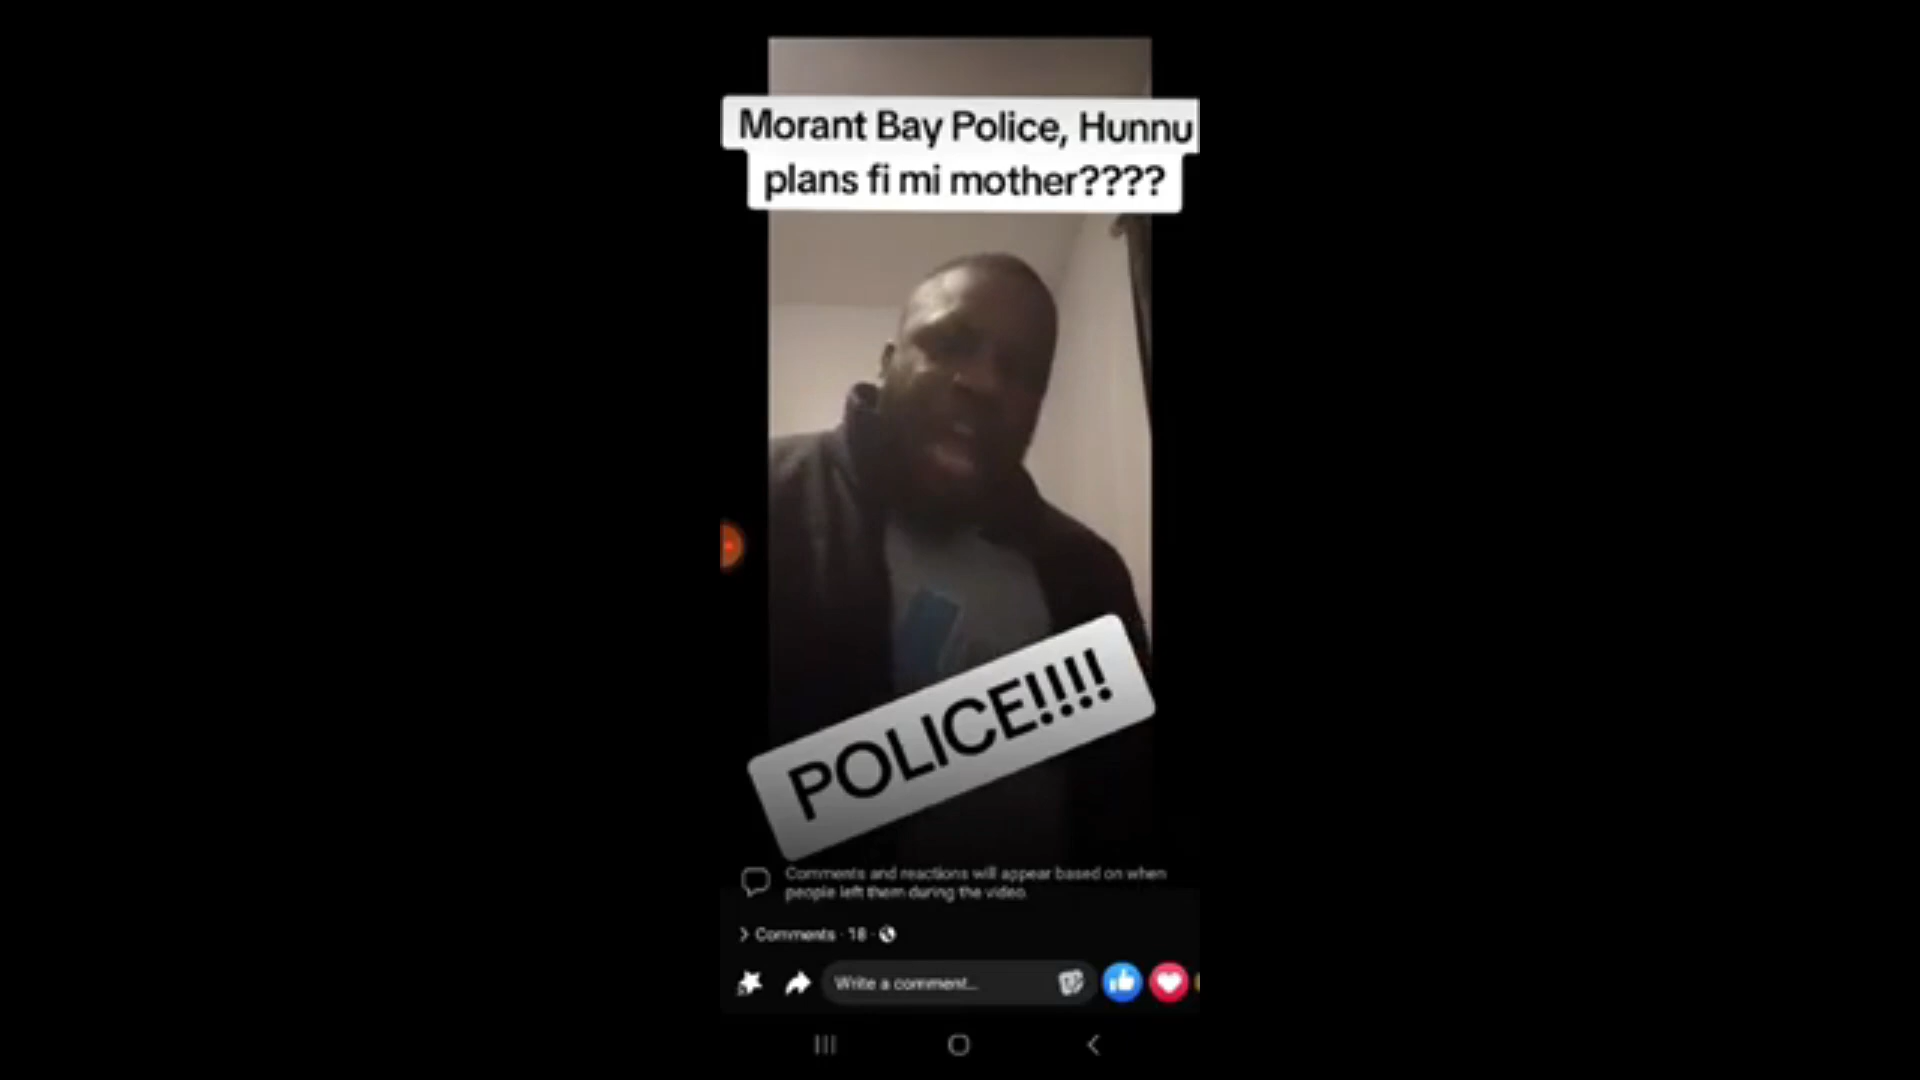 Morant Bay Police, Hunnu
plans fi mi mother????
POLICE!!!!
Comments and reactions will appear based on when
people left them during the video.
Comments · 18 ·
Write a comment...